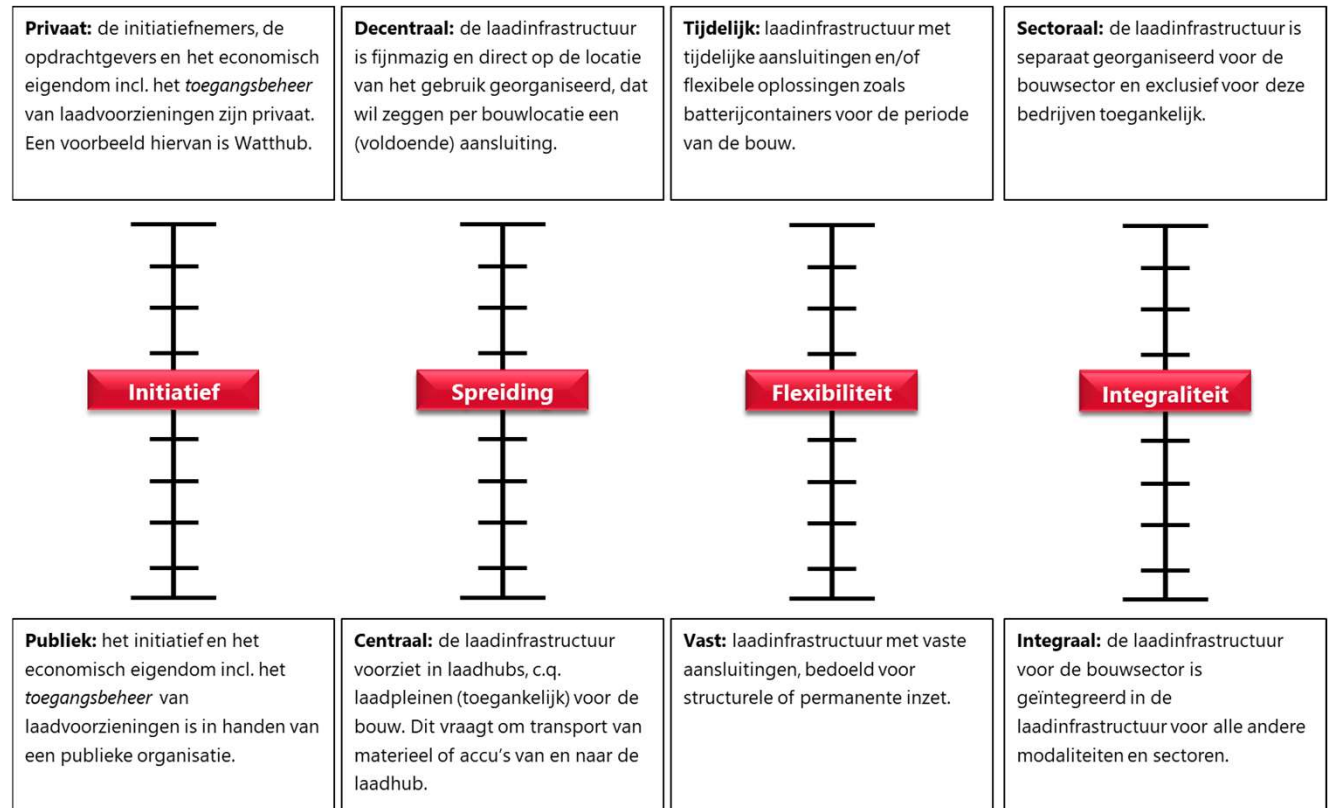 Privaat: de initiatiefnemers, de
opdrachtgevers en het economisch
eigendom incl. het toegangsbeheer
van laadvoorzieningen zijn privaat.
Een voorbeeld hiervan is Watthub.
Decentraal: de laadinfrastructuur
is fijnmazig en direct op de locatie
van het gebruik georganiseerd, dat
wil zeggen per bouwlocatie een
(voldoende) aansluiting.
Tijdelijk: laadinfrastructuur met
tijdelijke aansluitingen en/of
flexibele oplossingen zoals
batterijcontainers voor de periode
van de bouw.
Sectoraal: de laadinfrastructuur is
separaat georganiseerd voor de
bouwsector en exclusief voor deze
bedrijven toegankelijk.
Initiatief
Spreiding
Flexibiliteit
Integraliteit
Publiek: het initiatief en het
economisch eigendom incl. het
toegangsbeheer van
laadvoorzieningen is in handen van
een publieke organisatie.
Centraal: de laadinfrastructuur
voorziet in laadhubs, c.q.
laadpleinen (toegankelijk) voor de
bouw. Dit vraagt om transport van
materieel of accu's van en naar de
laadhub.
Vast: laadinfrastructuur met vaste
aansluitingen, bedoeld voor
structurele of permanente inzet.
Integraal: de laadinfrastructuur
voor de bouwsector is
geïntegreerd in de
laadinfrastructuur voor alle andere
modaliteiten en sectoren.